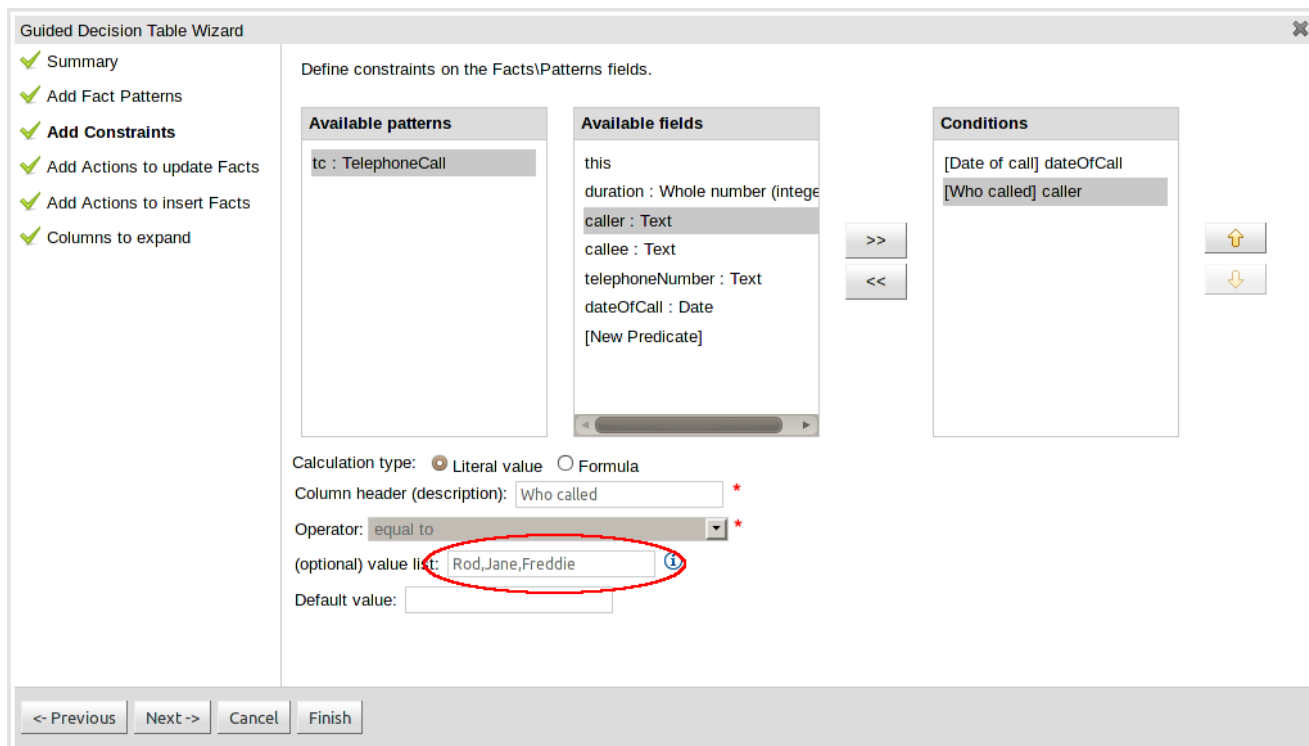 Guided Decision Table Wizard
Summary
Add Fact Patterns
Add Constraints
Add Actions to update Facts
Add Actions to insert Facts
Columns to expand
Define constraints on the Facts\Patterns fields.
Available patterns
tc : TelephoneCall
Available fields
this
duration : Whole number (intege
caller : Text
callee : Text
telephoneNumber : Text
dateOfCall : Date
[New Predicate]
>>
<<
Conditions
[Date of call] dateOfCall
[Who called] caller
Calculation type: Literal value Formula
Column header (description): Who called *
Operator: equal to *
(optional) value list: Rod,Jane,Freddie
Default value:
<- Previous Next -> Cancel Finish